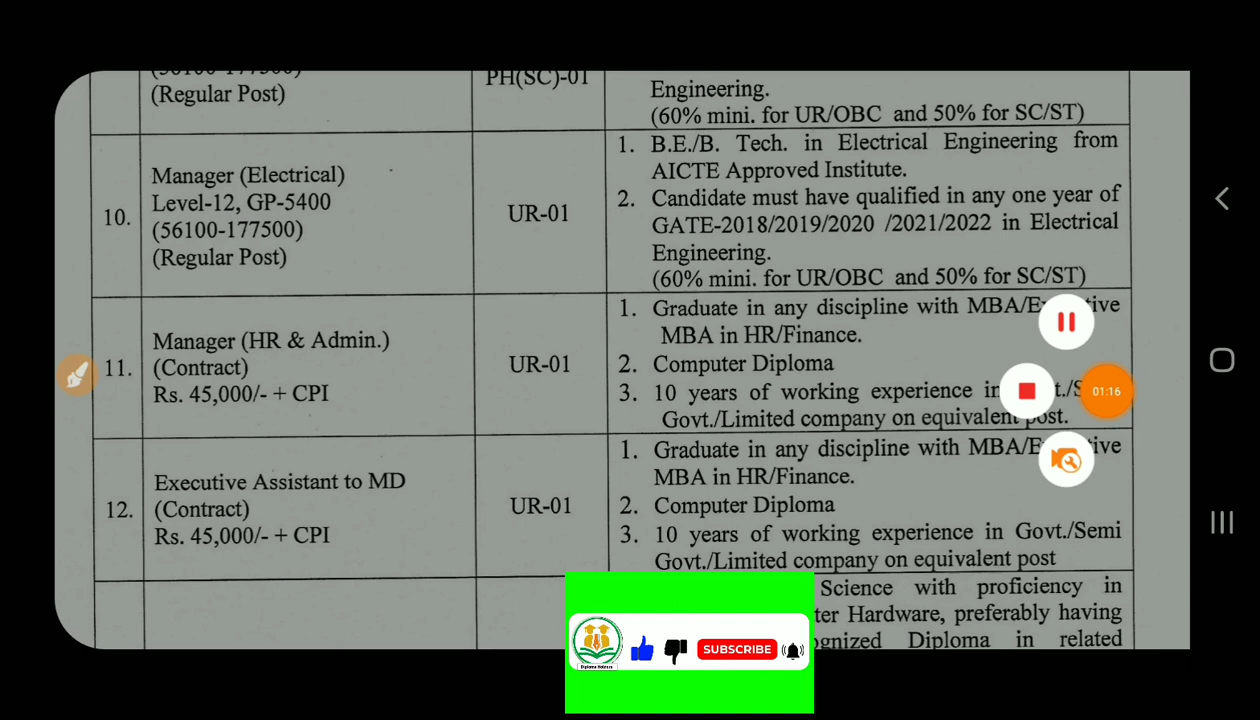 (56100-177500)
(Regular Post)
PH(SC)-01
Engineering.
(60% mini. for UR/OBC and 50% for SC/ST)
10.
Manager (Electrical)
Level-12, GP-5400
(56100-177500)
(Regular Post)
UR-01
1. B.E./B. Tech. in Electrical Engineering from
AICTE Approved Institute.
2. Candidate must have qualified in any one year of
GATE-2018/2019/2020 /2021/2022 in Electrical
Engineering.
(60% mini. for UR/OBC and 50% for SC/ST)
11.
Manager (HR & Admin.)
(Contract)
Rs. 45,000/- + CPI
UR-01
1. Graduate in any discipline with
MBA in HR/Finance.
2. Computer Diploma
3. 10 years of working experience in
Govt./Limited company on equivalent post.
01:16
12.
Executive Assistant to MD
(Contract)
Rs. 45,000/- + CPI
UR-01
1. Graduate in any discipline with
MBA in HR/Finance.
2. Computer Diploma
3. 10 years of working experience in Govt./Semi
Govt./Limited company on equivalent post
Science with proficiency in
Hardware, preferably having
Diploma in related
SUBSCRIBE